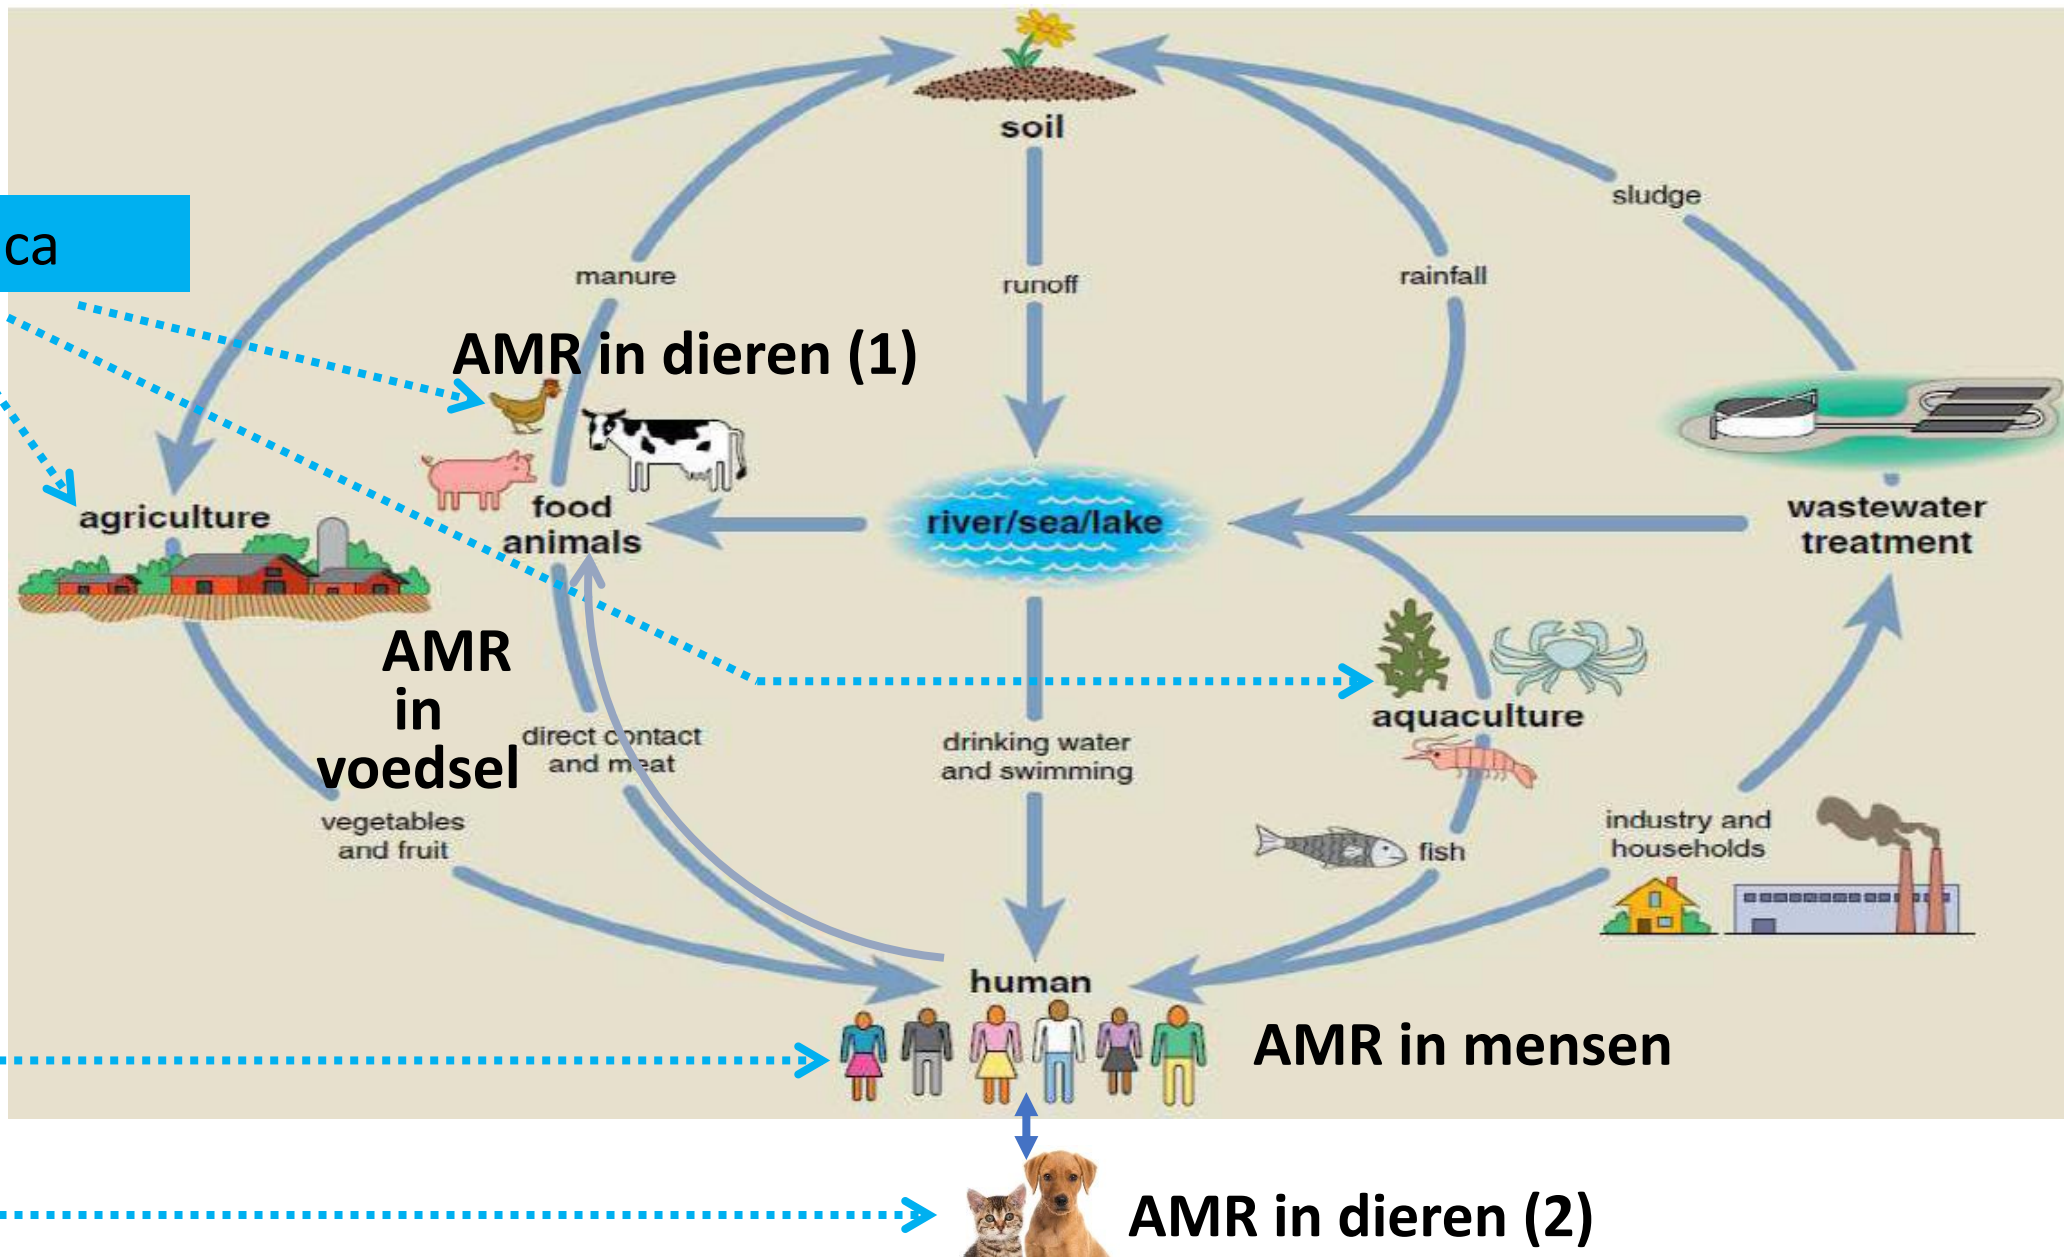 soil
sludge
ca
manure
runoff
rainfall
AMR in dieren (1)
agriculture
food
animals
river/sea/lake
wastewater
treatment
AMR
in
voedsel
direct contact
and meat
drinking water
and swimming
aquaculture
vegetables
and fruit
fish
industry and
households
human
AMR in mensen
AMR in dieren (2)